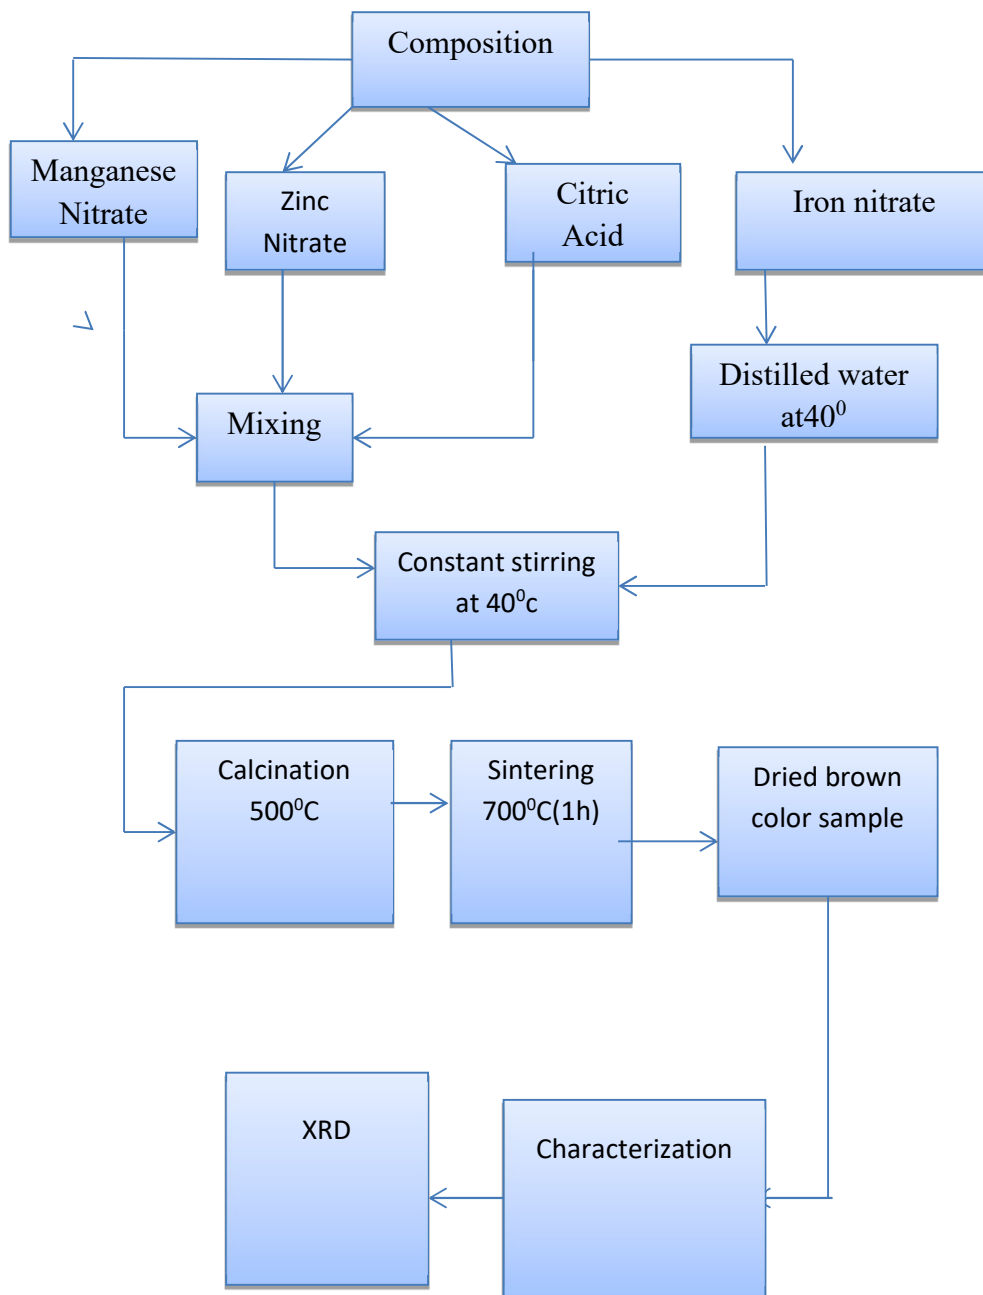 Composition
Manganese
Nitrate
Zinc
Nitrate
Citric
Acid
Iron nitrate
Distilled water
at40⁰
Mixing
Constant stirring
at 40⁰c
Calcination
500⁰C
Sintering
700⁰C(1h)
Dried brown
color sample
XRD
Characterization